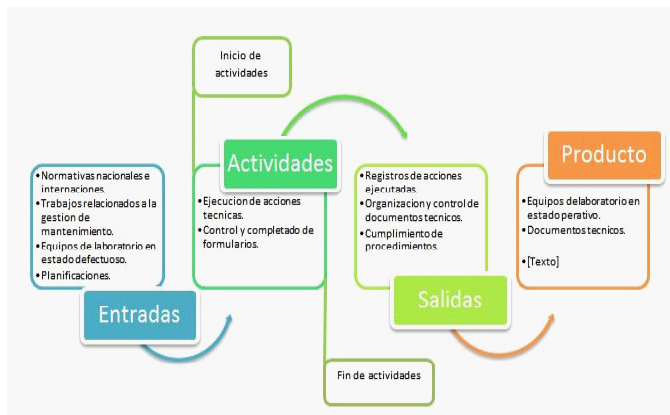 Inicio de
actividades
Actividades
Producto
•Normativas nacionales e
internaciones.
•Trabajos relacionados a la
gestion de
mantenimiento.
•Equipos de laboratorio en
estado defectuoso.
•Planificaciones.
Entradas
•Ejecucion de acciones
tecnicas.
•Control y completado de
formularios.
•Registros de acciones
ejecutadas.
•Organizacion y control de
documentos tecnicos.
•Cumplimiento de
procedimientos.
Salidas
•Equipos delaboratorio en
estado perativo.
•Documentos tecnicos.
•[Texto]
Fin de actividades